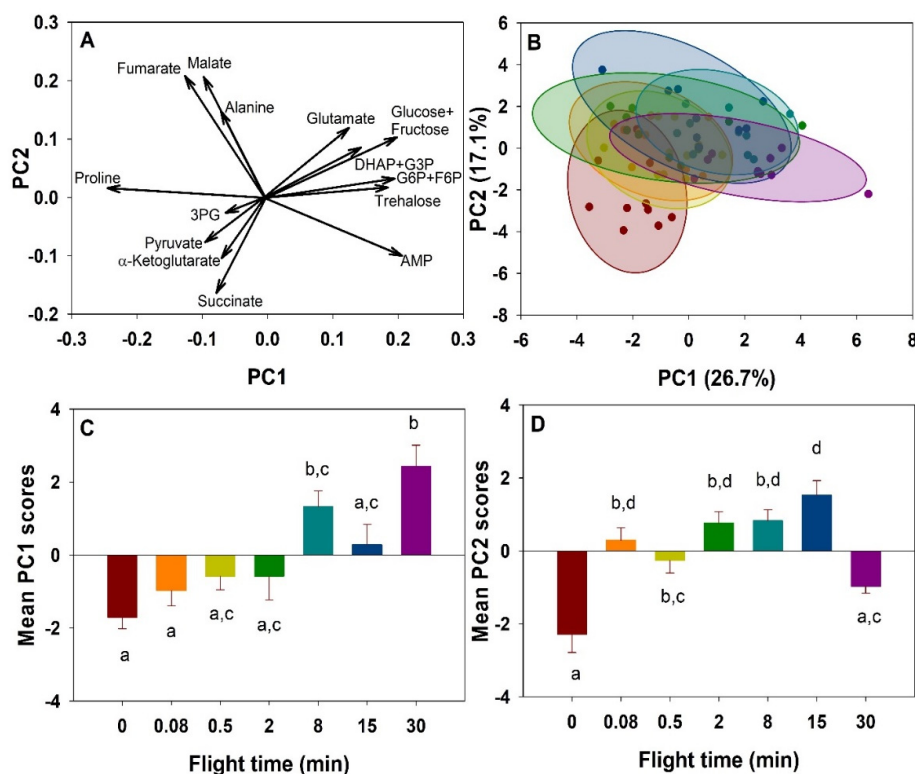 A
Fumarate
Malate
Alanine
Glutamate
Glucose+
Fructose
DHAP+G3P
G6P+F6P
Trehalose
Proline
3PG
Pyruvate
α-Ketoglutarate
Succinate
AMP
PC2
0.3
0.2
0.1
0.0
-0.1
-0.2
-0.3 -0.2 -0.1 0.0 0.1 0.2 0.3
PC1
B
PC2 (17.1%)
6
4
2
0
-2
-4
-6
-8
-6 -4 -2 0 2 4 6 8
PC1 (26.7%)
C
Mean PC1 scores
4
2
0
-2
-4
a
a
a,c
a,c
b,c
a,c
b
0 0.08 0.5 2 8 15 30
Flight time (min)
D
Mean PC2 scores
4
2
0
-2
-4
a
b,d
b,c
b,d
b,d
d
a,c
0 0.08 0.5 2 8 15 30
Flight time (min)